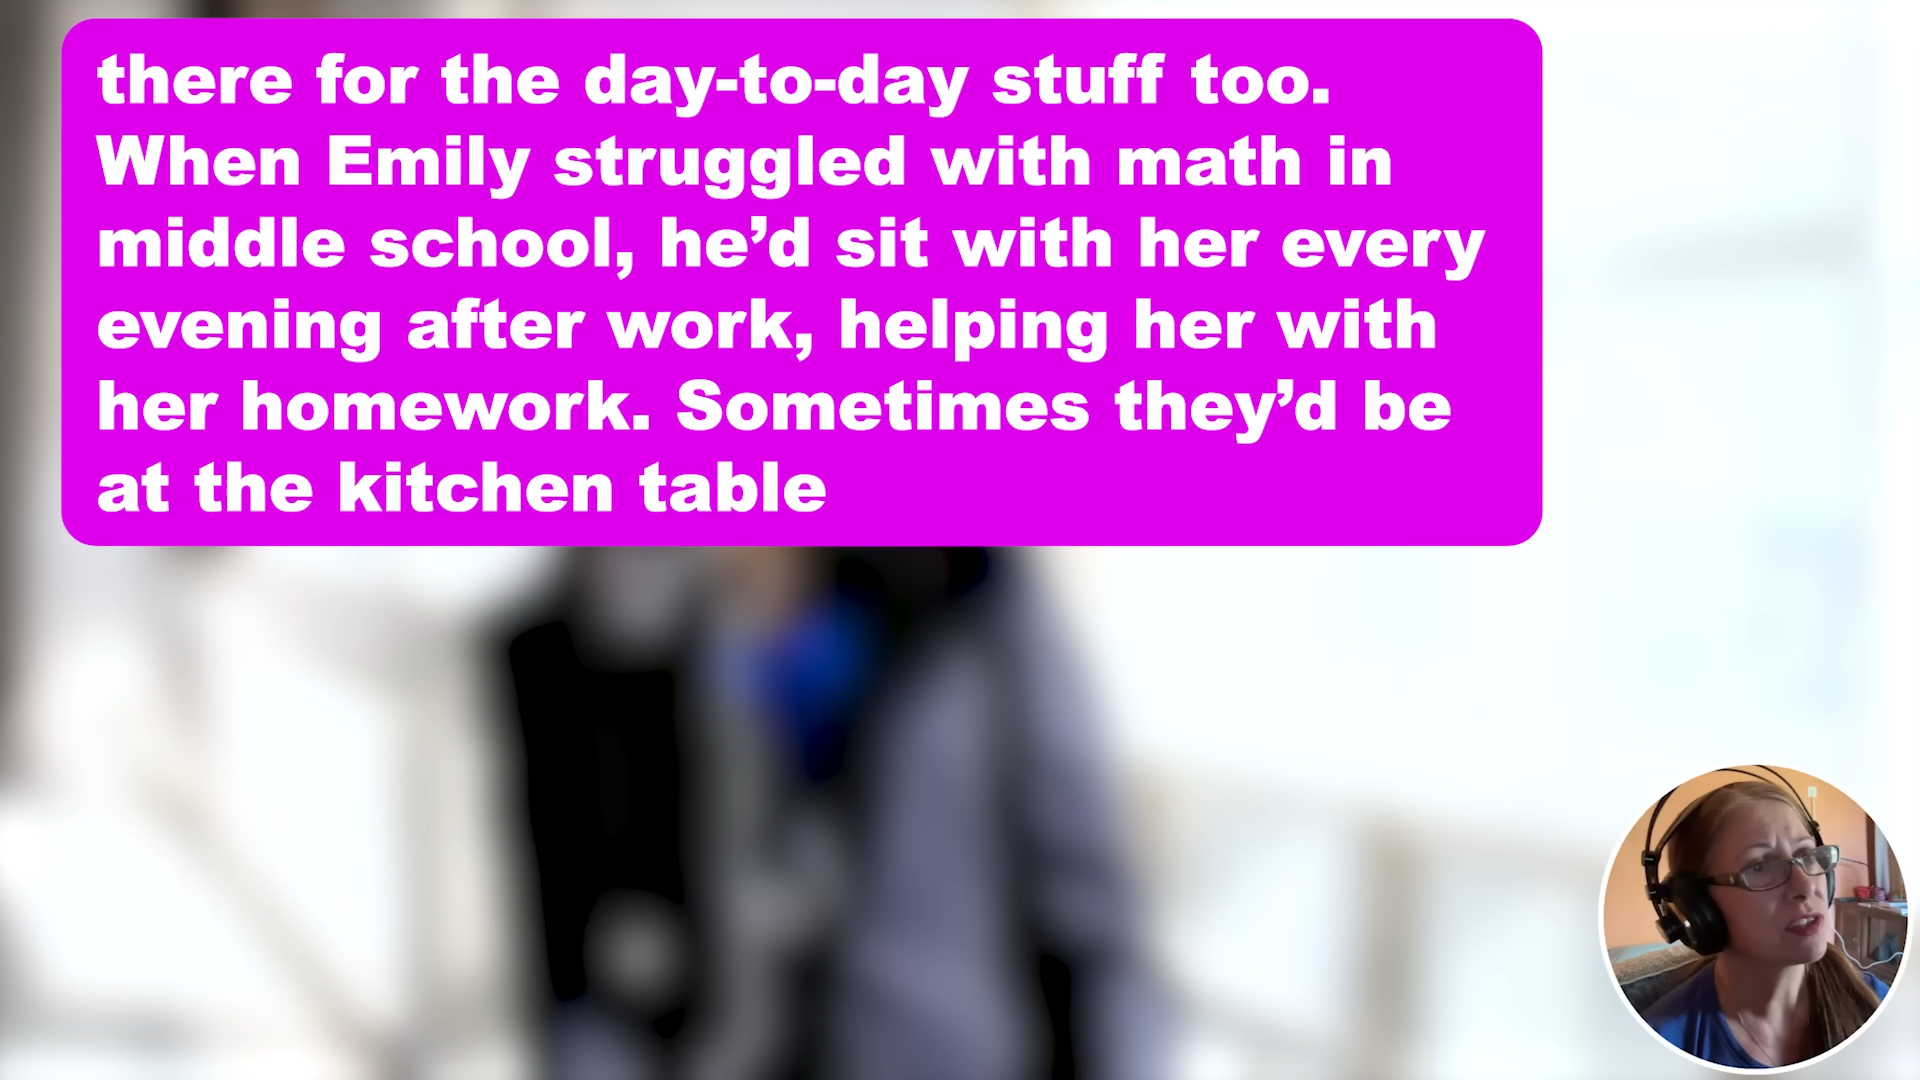 there for the day-to-day stuff too.
When Emily struggled with math in
middle school, he’d sit with her every
evening after work, helping her with
her homework. Sometimes they’d be
at the kitchen table